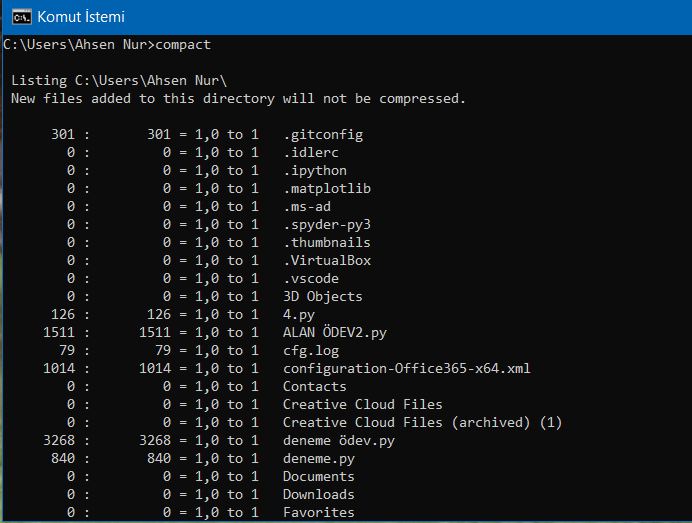 Komut İstemi
C:\Users\Ahsen Nur>compact
Listing C:\Users\Ahsen Nur\
New files added to this directory will not be compressed.
301 : 301 = 1,0 to 1 .gitconfig
0 : 0 = 1,0 to 1 .idlerc
0 : 0 = 1,0 to 1 .ipython
0 : 0 = 1,0 to 1 .matplotlib
0 : 0 = 1,0 to 1 .ms-ad
0 : 0 = 1,0 to 1 .spyder-py3
0 : 0 = 1,0 to 1 .thumbnails
0 : 0 = 1,0 to 1 .VirtualBox
0 : 0 = 1,0 to 1 .vscode
0 : 0 = 1,0 to 1 3D Objects
126 : 126 = 1,0 to 1 4.py
1511 : 1511 = 1,0 to 1 ALAN ÖDEV2.py
79 : 79 = 1,0 to 1 cfg.log
1014 : 1014 = 1,0 to 1 configuration-Office365-x64.xml
0 : 0 = 1,0 to 1 Contacts
0 : 0 = 1,0 to 1 Creative Cloud Files
0 : 0 = 1,0 to 1 Creative Cloud Files (archived) (1)
3268 : 3268 = 1,0 to 1 deneme ödev.py
840 : 840 = 1,0 to 1 deneme.py
0 : 0 = 1,0 to 1 Documents
0 : 0 = 1,0 to 1 Downloads
0 : 0 = 1,0 to 1 Favorites